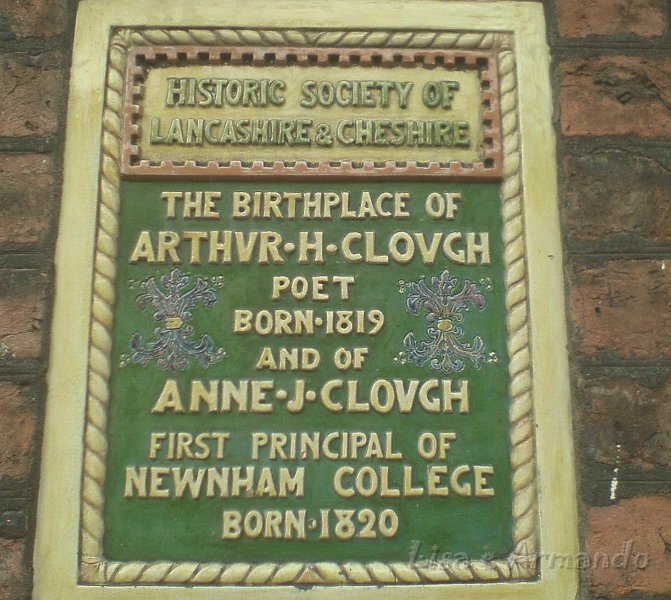 HISTORIC SOCIETY OF
LANCASHIRE & CHESHIRE
THE BIRTHPLACE OF
ARTHVR·H·CLOVGH
POET
BORN·1819
AND OF
ANNE·J·CLOVGH
FIRST PRINCIPAL OF
NEWNHAM COLLEGE
BORN·1820
Lisa & Armando